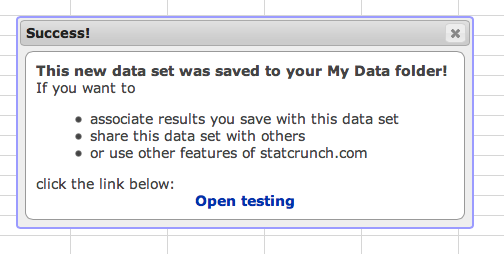 Success!
This new data set was saved to your My Data folder!
If you want to
associate results you save with this data set
share this data set with others
or use other features of statcrunch.com
click the link below:
Open testing